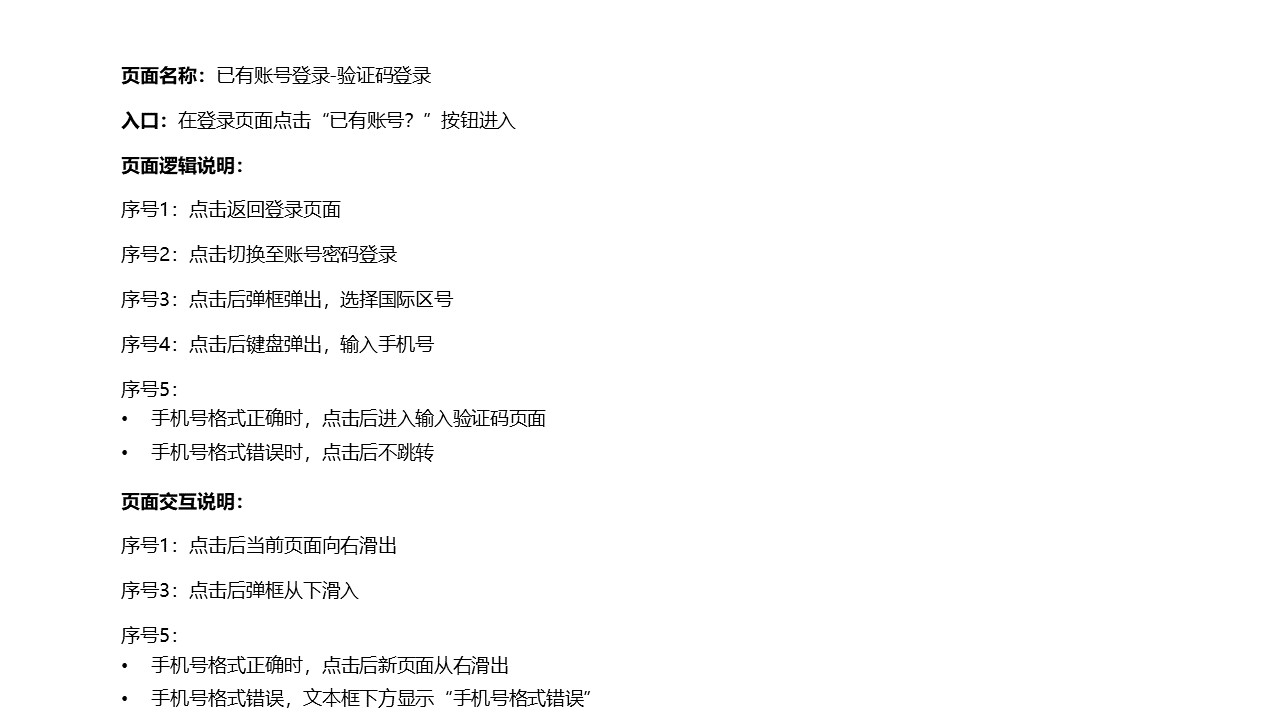 页面名称：已有账号登录-验证码登录
入口：在登录页面点击“已有账号？”按钮进入
页面逻辑说明：
序号1：点击返回登录页面
序号2：点击切换至账号密码登录
序号3：点击后弹框弹出，选择国际区号
序号4：点击后键盘弹出，输入手机号
序号5：
• 手机号格式正确时，点击后进入输入验证码页面
• 手机号格式错误时，点击后不跳转
页面交互说明：
序号1：点击后当前页面向右滑出
序号3：点击后弹框从下滑入
序号5：
• 手机号格式正确时，点击后新页面从右滑出
• 手机号格式错误，文本框下方显示“手机号格式错误”